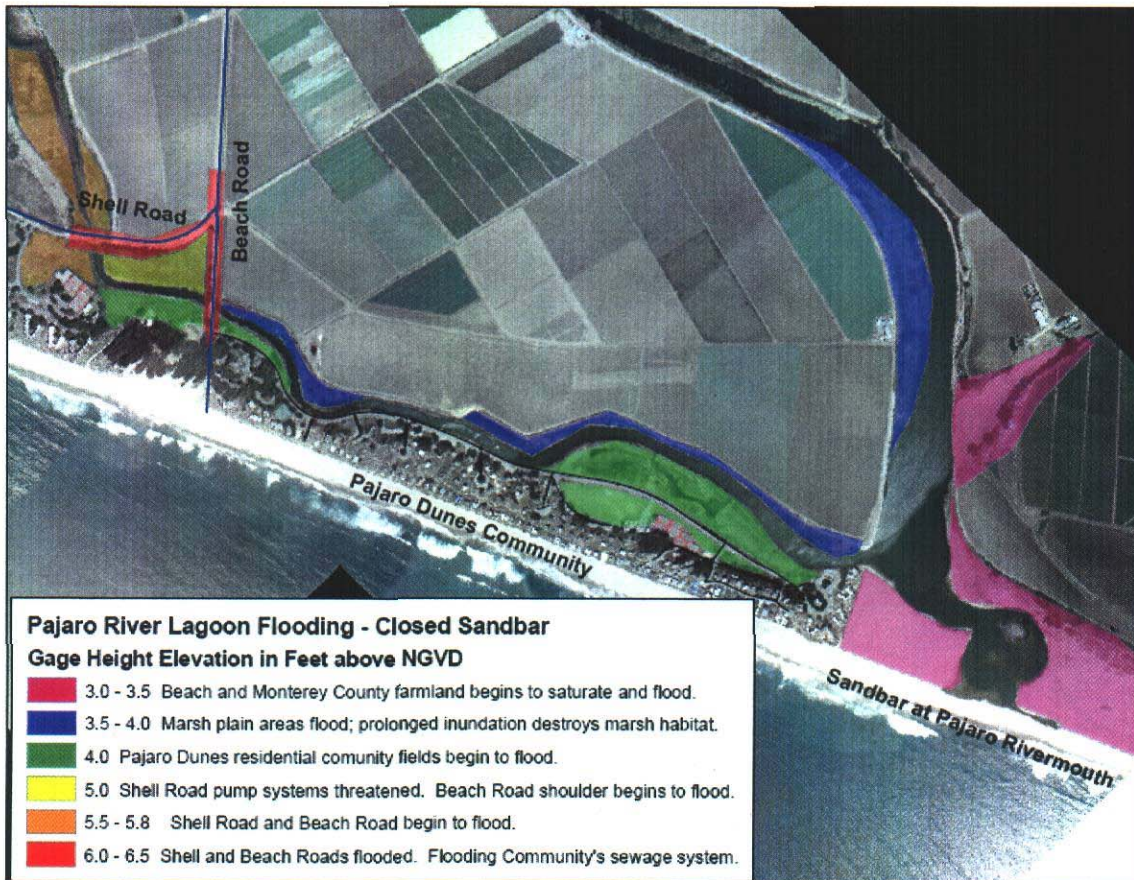 Shell Road
Beach Road
Pajaro Dunes Community
Sandbar at Pajaro Rivermouth
Pajaro River Lagoon Flooding - Closed Sandbar
Gage Height Elevation in Feet above NGVD
3.0 - 3.5 Beach and Monterey County farmland begins to saturate and flood.
3.5 - 4.0 Marsh plain areas flood; prolonged inundation destroys marsh habitat.
4.0 Pajaro Dunes residential comunity fields begin to flood.
5.0 Shell Road pump systems threatened. Beach Road shoulder begins to flood.
5.5 - 5.8 Shell Road and Beach Road begin to flood.
6.0 - 6.5 Shell and Beach Roads flooded. Flooding Community's sewage system.